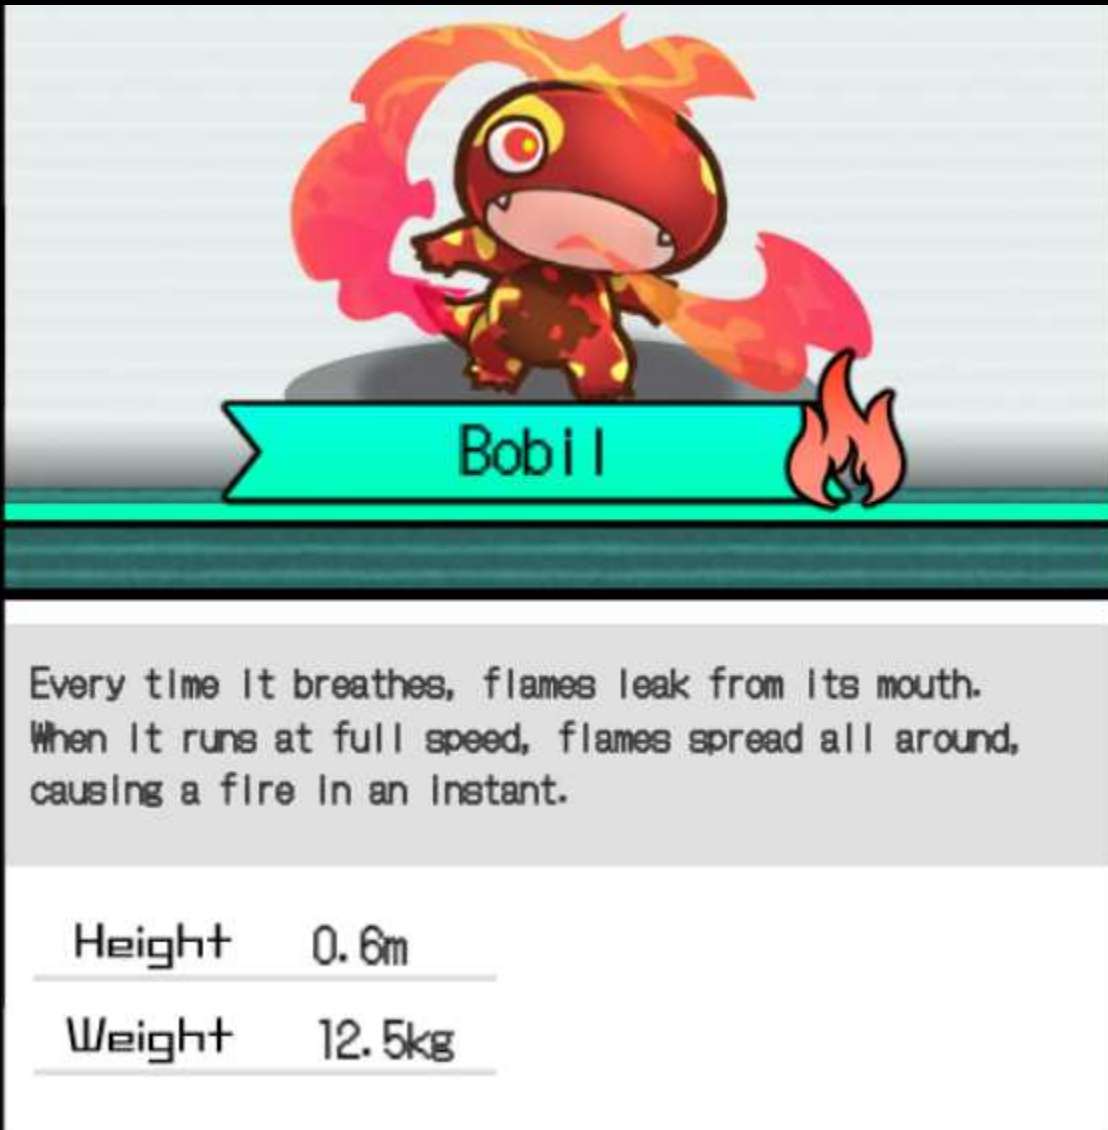 Bobil
Every time it breathes, flames leak from its mouth.
When it runs at full speed, flames spread all around,
causing a fire in an instant.
Height 0.6m
Weight 12.5kg